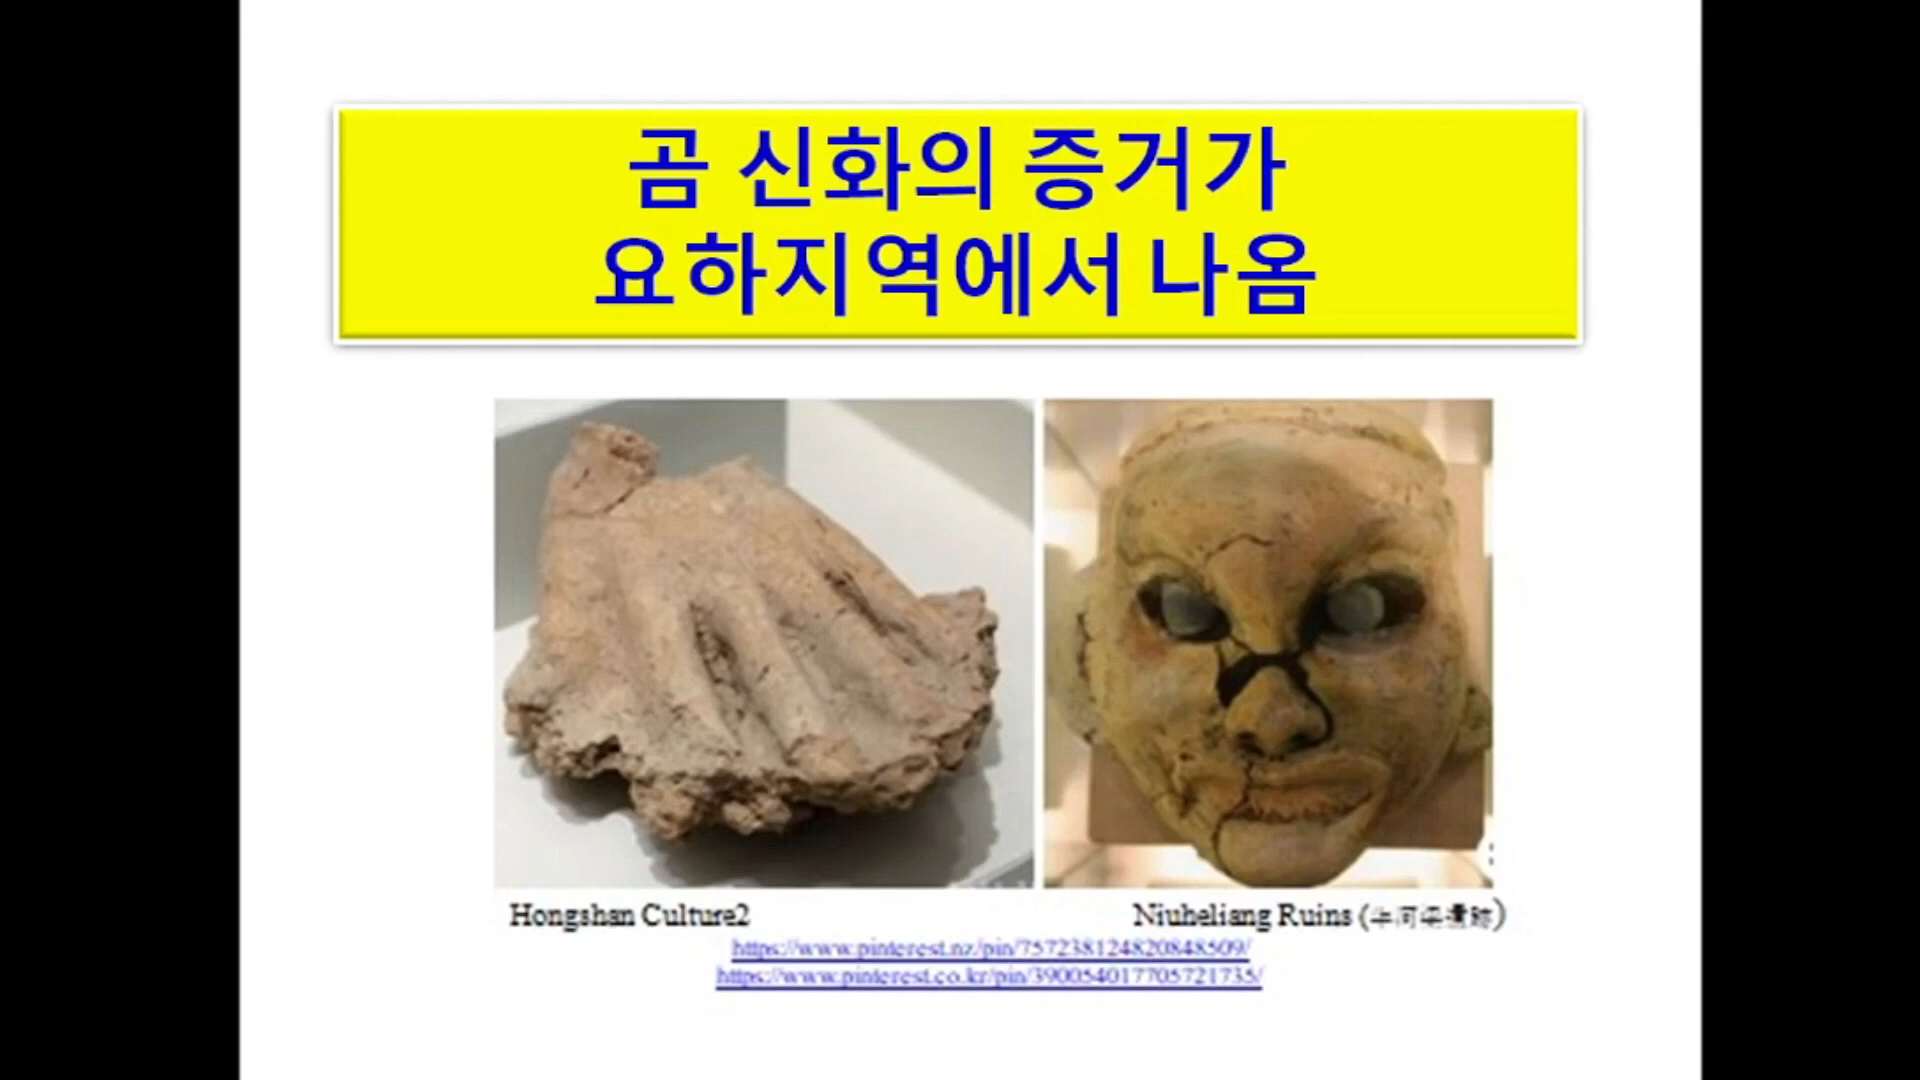 곰 신화의 증거가
요하지역에서 나옴
Hongshan Culture2
Niuheliang Ruins (牛河梁遺跡)
https://www.pinterest.nz/pin/757238124820848509/
https://www.pinterest.co.kr/pin/390054017705721735/